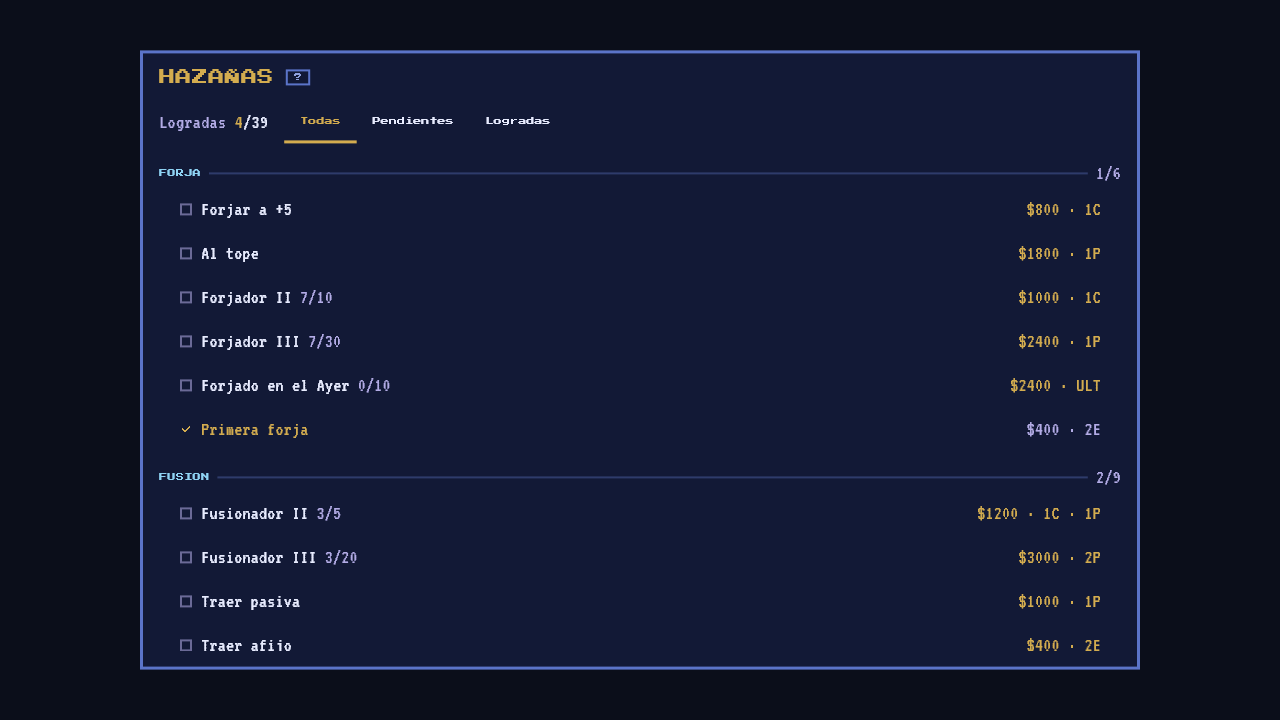 HAZAÑAS ?
Logradas 4/39 Todas Pendientes Logradas
FORJA 1/6
Forjar a +5 $800 · 1C
Al tope $1800 · 1P
Forjador II 7/10 $1000 · 1C
Forjador III 7/30 $2400 · 1P
Forjado en el Ayer 0/10 $2400 · ULT
Primera forja $400 · 2E
FUSION 2/9
Fusionador II 3/5 $1200 · 1C · 1P
Fusionador III 3/20 $3000 · 2P
Traer pasiva $1000 · 1P
Traer afijo $400 · 2E